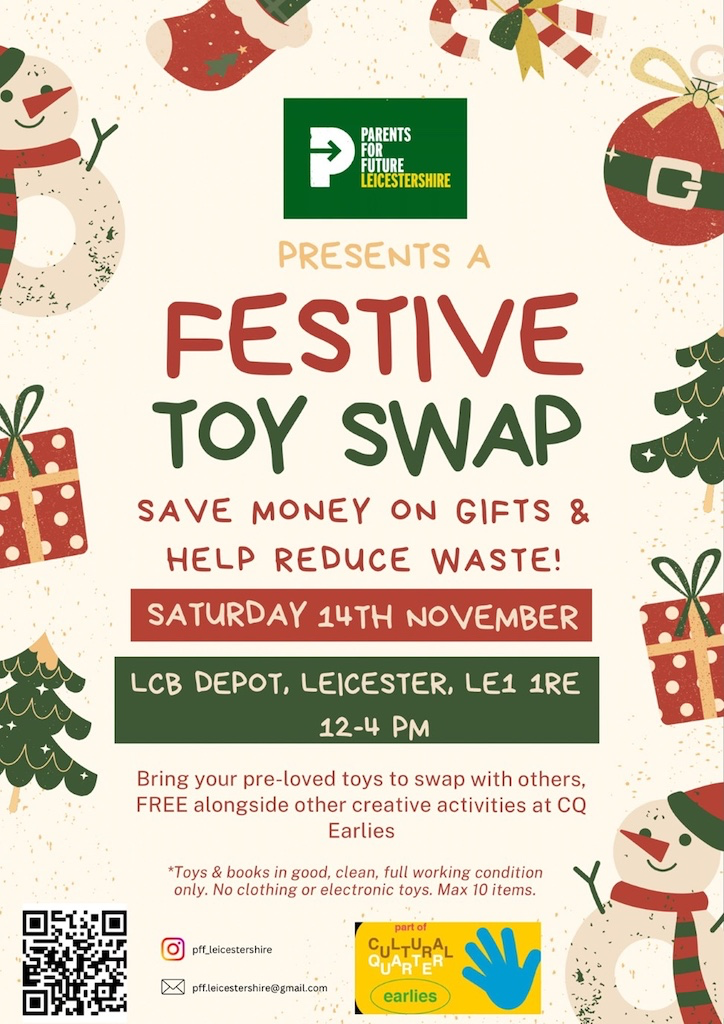 PARENTS
FOR
FUTURE
LEICESTERSHIRE
PRESENTS A
FESTIVE
TOY SWAP
SAVE MONEY ON GIFTS &
HELP REDUCE WASTE!
SATURDAY 14TH NOVEMBER
LCB DEPOT, LEICESTER, LE1 1RE
12-4 PM
Bring your pre-loved toys to swap with others,
FREE alongside other creative activities at CQ
Earlies
*Toys & books in good, clean, full working condition
only. No clothing or electronic toys. Max 10 items.
pff_leicestershire
pff.leicestershire@gmail.com
part of
CULTURAL
QUARTER
earlies